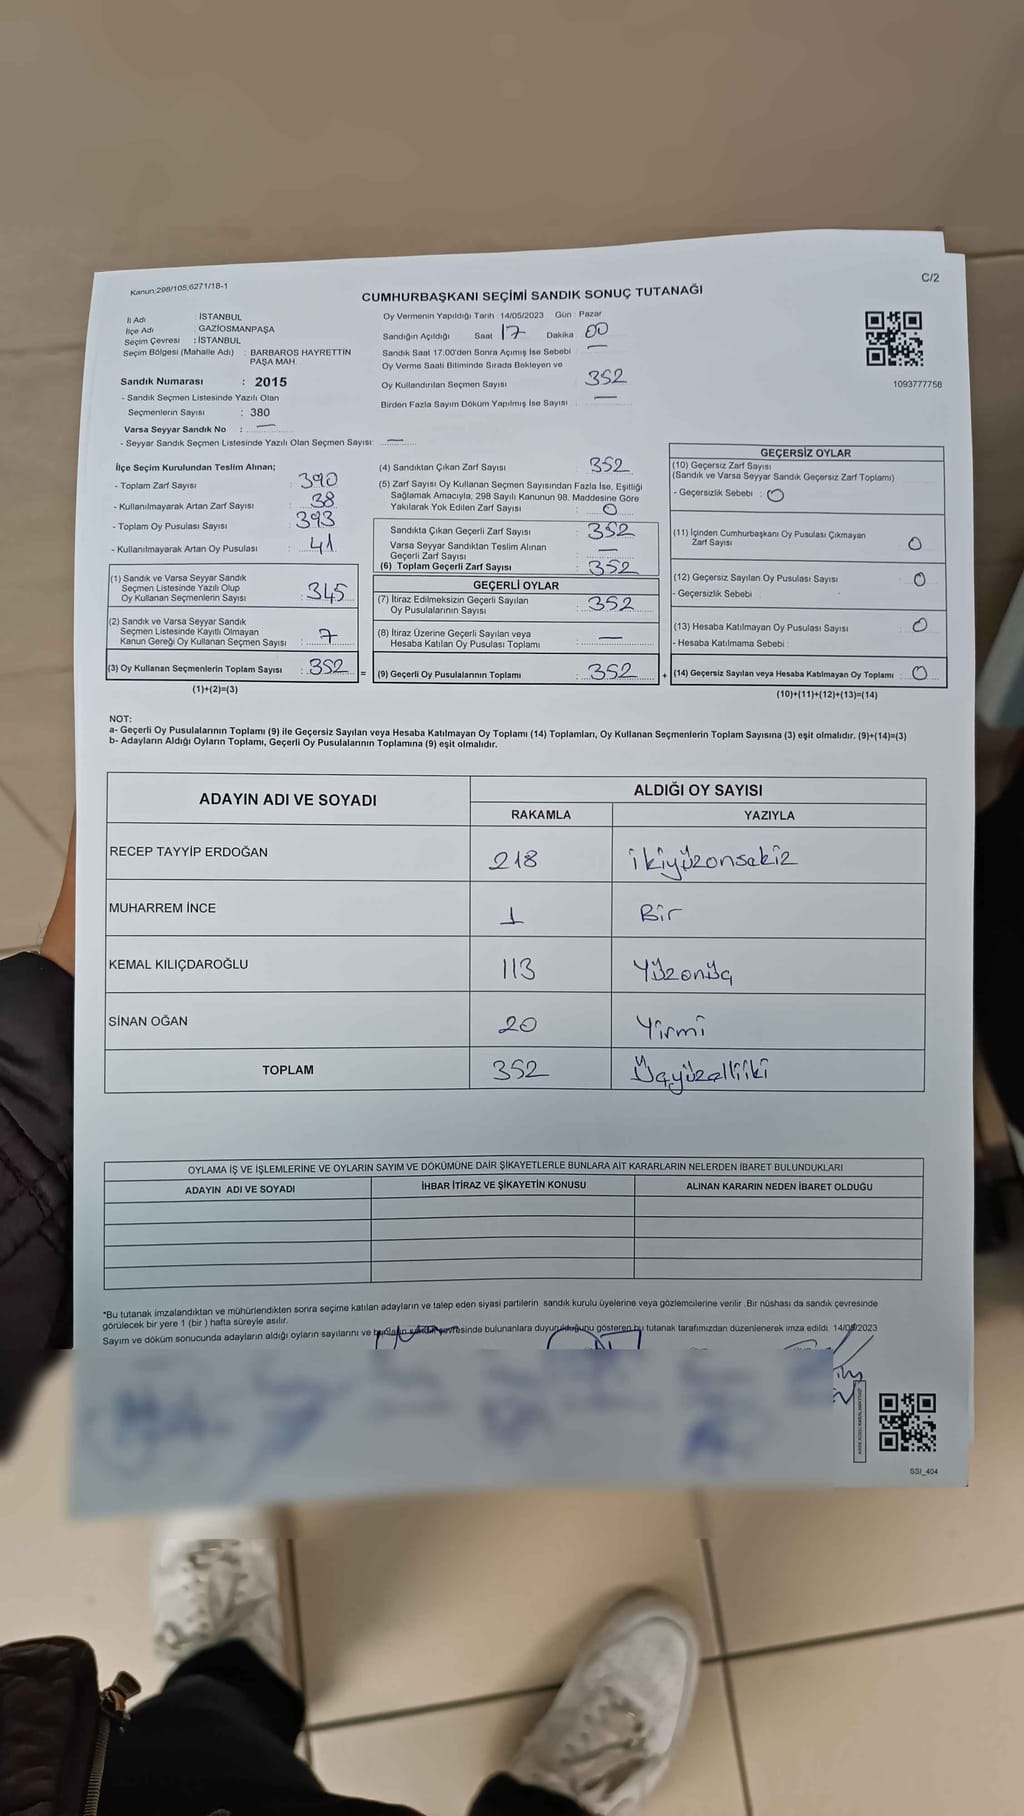 Kanun:298/105,6271/18-1
C/2
CUMHURBAŞKANI SEÇİMİ SANDIK SONUÇ TUTANAĞI
İl Adı İSTANBUL
İlçe Adı : GAZİOSMANPAŞA
Seçim Çevresi : İSTANBUL
Seçim Bölgesi (Mahalle Adı) : BARBAROS HAYRETTİN
PAŞA MAH.
Sandık Numarası : 2015
- Sandık Seçmen Listesinde Yazılı Olan
Seçmenlerin Sayısı : 380
Varsa Seyyar Sandık No : —
- Seyyar Sandık Seçmen Listesinde Yazılı Olan Seçmen Sayısı: —
Oy Vermenin Yapıldığı Tarih : 14/05/2023 Gün : Pazar
Sandığın Açıldığı Saat 17 Dakika 00
Sandık Saat 17:00'den Sonra Açımış İse Sebebi —
Oy Verme Saati Bitiminde Sırada Bekleyen ve
Oy Kullandırılan Seçmen Sayısı : 352
Birden Fazla Sayım Döküm Yapılmış İse Sayısı : —
1093777758
İlçe Seçim Kurulundan Teslim Alınan;
- Toplam Zarf Sayısı : 390
- Kullanılmayarak Artan Zarf Sayısı : 38
- Toplam Oy Pusulası Sayısı : 393
- Kullanılmayarak Artan Oy Pusulası : 41
(1) Sandık ve Varsa Seyyar Sandık
Seçmen Listesinde Yazılı Olup
Oy Kullanan Seçmenlerin Sayısı : 345
(2) Sandık ve Varsa Seyyar Sandık
Seçmen Listesinde Kayıtlı Olmayan
Kanun Gereği Oy Kullanan Seçmen Sayısı : 7
(3) Oy Kullanan Seçmenlerin Toplam Sayısı : 352 =
(1)+(2)=(3)
(4) Sandıktan Çıkan Zarf Sayısı : 352
(5) Zarf Sayısı Oy Kullanan Seçmen Sayısından Fazla İse, Eşitliği
Sağlamak Amacıyla, 298 Sayılı Kanunun 98. Maddesine Göre
Yakılarak Yok Edilen Zarf Sayısı : 0
Sandıkta Çıkan Geçerli Zarf Sayısı : 352
Varsa Seyyar Sandıktan Teslim Alınan
Geçerli Zarf Sayısı : —
(6) Toplam Geçerli Zarf Sayısı : 352
GEÇERLİ OYLAR
(7) İtiraz Edilmeksizin Geçerli Sayılan
Oy Pusulalarının Sayısı : 352
(8) İtiraz Üzerine Geçerli Sayılan veya
Hesaba Katılan Oy Pusulası Toplamı : —
(9) Geçerli Oy Pusulalarının Toplamı : 352 +
GEÇERSİZ OYLAR
(10) Geçersiz Zarf Sayısı
(Sandık ve Varsa Seyyar Sandık Geçersiz Zarf Toplamı)
- Geçersizlik Sebebi : 0
(11) İçinden Cumhurbaşkanı Oy Pusulası Çıkmayan
Zarf Sayısı : 0
(12) Geçersiz Sayılan Oy Pusulası Sayısı : 0
- Geçersizlik Sebebi :
(13) Hesaba Katılmayan Oy Pusulası Sayısı : 0
- Hesaba Katılmama Sebebi :
(14) Geçersiz Sayılan veya Hesaba Katılmayan Oy Toplamı : 0
(10)+(11)+(12)+(13)=(14)
NOT:
a- Geçerli Oy Pusulalarının Toplamı (9) ile Geçersiz Sayılan veya Hesaba Katılmayan Oy Toplamı (14) Toplamları, Oy Kullanan Seçmenlerin Toplam Sayısına (3) eşit olmalıdır. (9)+(14)=(3)
b- Adayların Aldığı Oyların Toplamı, Geçerli Oy Pusulalarının Toplamına (9) eşit olmalıdır.
ADAYIN ADI VE SOYADI ALDIĞI OY SAYISI
RAKAMLA YAZIYLA
RECEP TAYYİP ERDOĞAN 218 ikiyüzonsekiz
MUHARREM İNCE 1 Bir
KEMAL KILIÇDAROĞLU 113 Yüzonüç
SİNAN OĞAN 20 Yirmi
TOPLAM 352 Üçyüzelliiki
OYLAMA İŞ VE İŞLEMLERİNE VE OYLARIN SAYIM VE DÖKÜMÜNE DAİR ŞİKAYETLERLE BUNLARA AİT KARARLARIN NELERDEN İBARET BULUNDUKLARI
ADAYIN ADI VE SOYADI İHBAR İTİRAZ VE ŞİKAYETİN KONUSU ALINAN KARARIN NEDEN İBARET OLDUĞU
*Bu tutanak imzalandıktan ve mühürlendikten sonra seçime katılan adayların ve talep eden siyasi partilerin sandık kurulu üyelerine veya gözlemcilerine verilir .Bir nüshası da sandık çevresinde
görülecek bir yere 1 (bir ) hafta süreyle asılır.
Sayım ve döküm sonucunda adayların aldığı oyların sayılarını ve bunların sandık çevresinde bulunanlara duyurulduğunu gösteren bu tutanak tarafımızdan düzenlenerek imza edildi. 14/05/2023
SSI_404